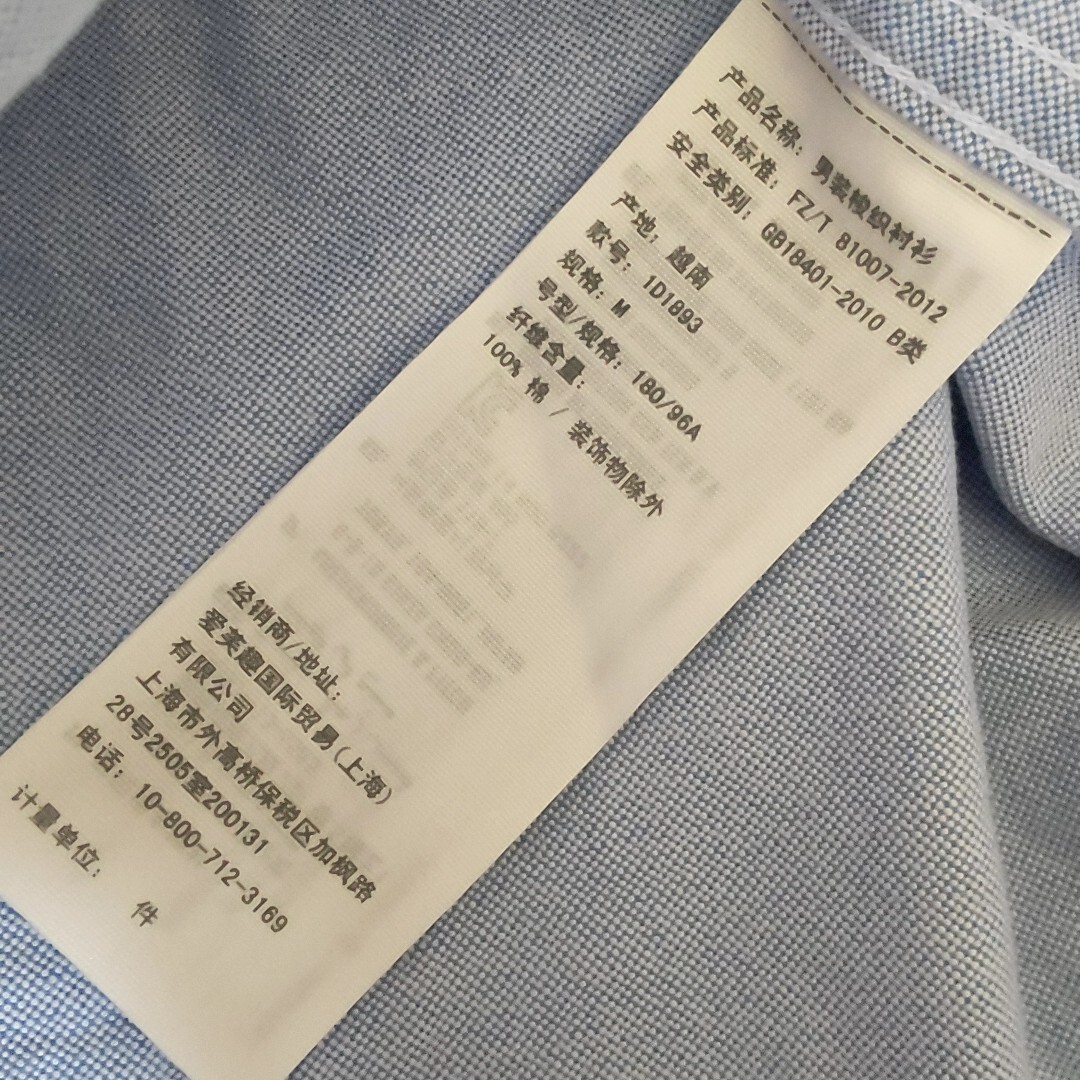 产品名称: 男装梭织衬衫
产品标准: FZ/T 81007-2012
安全类别: GB18401-2010 B类
产地: 越南
款号: 1D1893
规格: M
号型/规格: 180/96A
纤维含量:
100% 棉 / 装饰物除外
经销商/地址:
爱芙趣国际贸易(上海)
有限公司
上海市外高桥保税区加枫路
28号2505室200131
电话: 10-800-712-3169
计量单位:
件